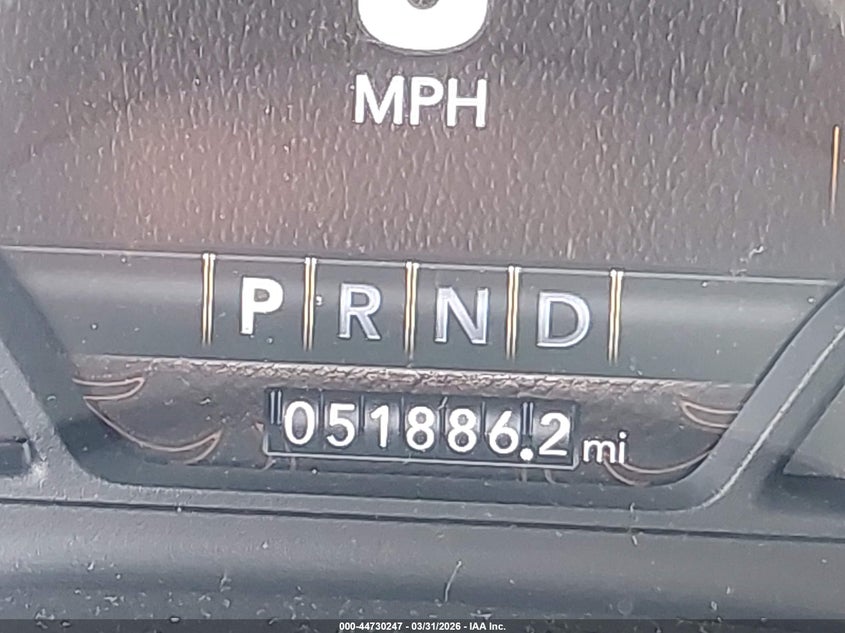 MPH
P R N D
051886.2 mi
000-44730247 - 03/31/2026 - IAA Inc.